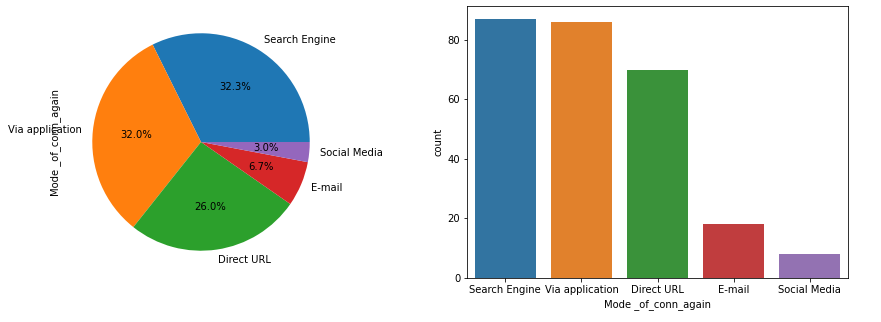 Search Engine
32.3%
Via application
32.0%
Mode _of_conn_again
3.0%
Social Media
6.7%
E-mail
26.0%
Direct URL
80
60
40
20
0
count
Search Engine Via application Direct URL E-mail Social Media
Mode _of_conn_again